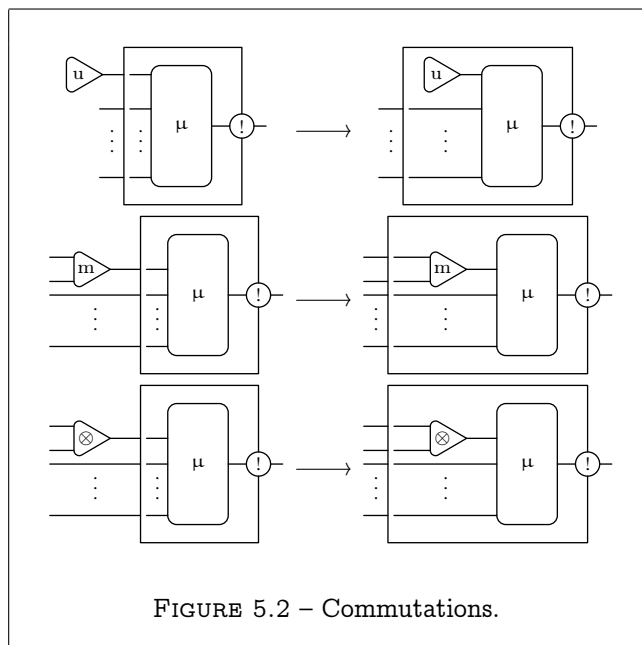 u μ ! u μ !
m μ ! m μ !
⊗ μ ! ⊗ μ !
FIGURE 5.2 – Commutations.